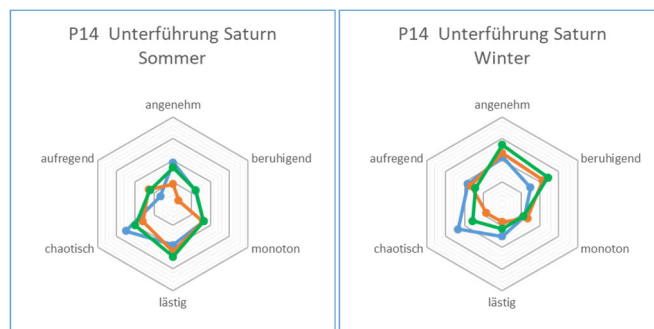 P14 Unterführung Saturn
Sommer
angenehm
aufregend
beruhigend
chaotisch
monoton
lästig
P14 Unterführung Saturn
Winter
angenehm
aufregend
beruhigend
chaotisch
monoton
lästig